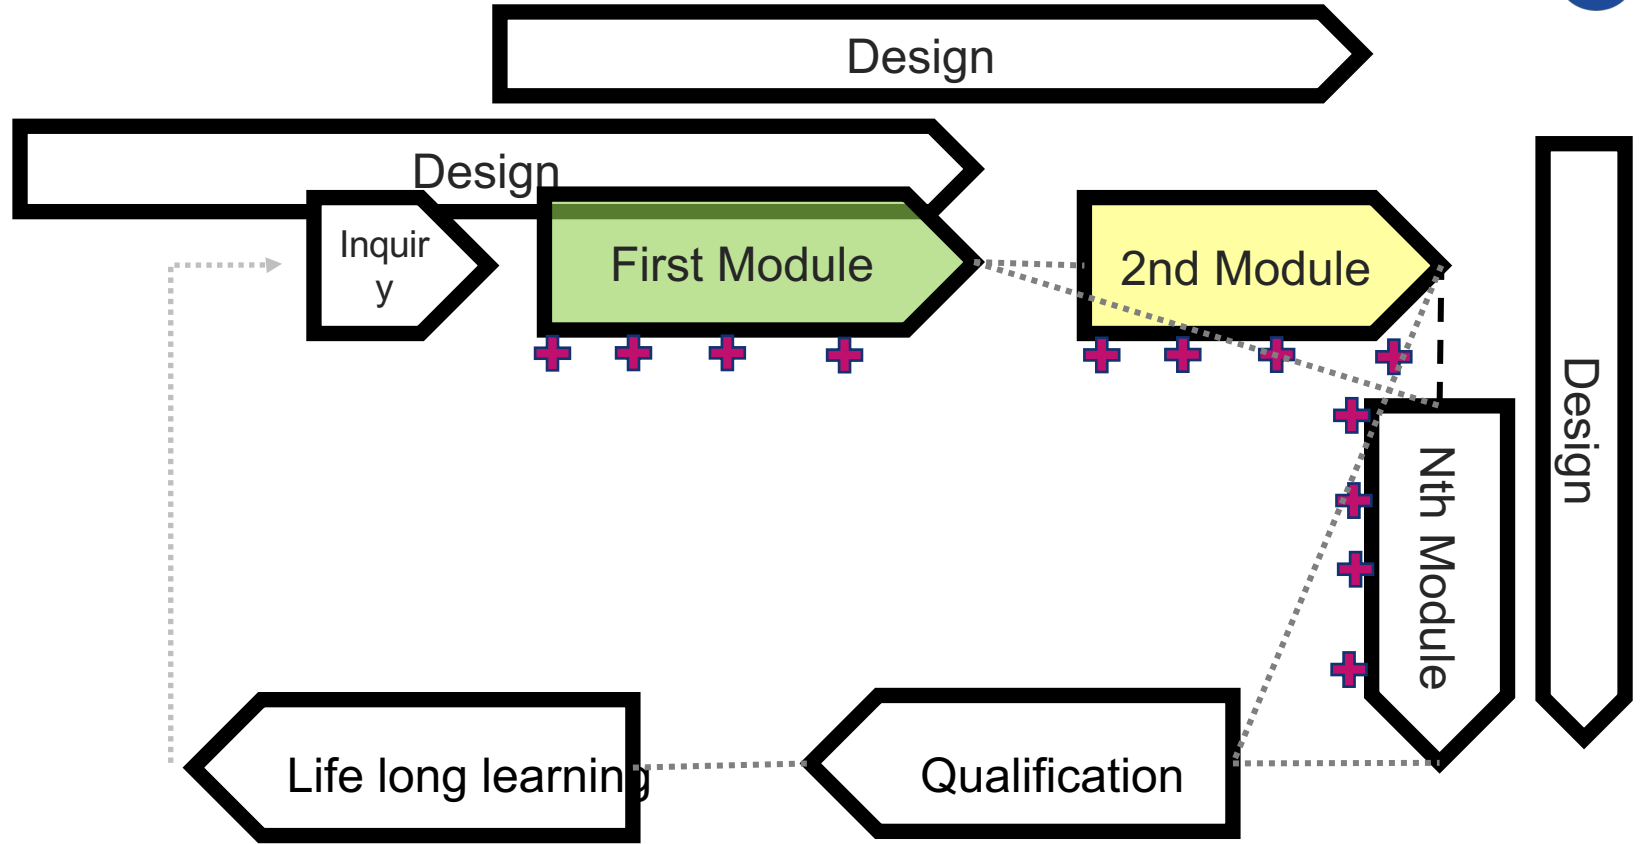 Design
Design
Inquir
y
First Module
2nd Module
Design
Nth Module
Life long learning
Qualification